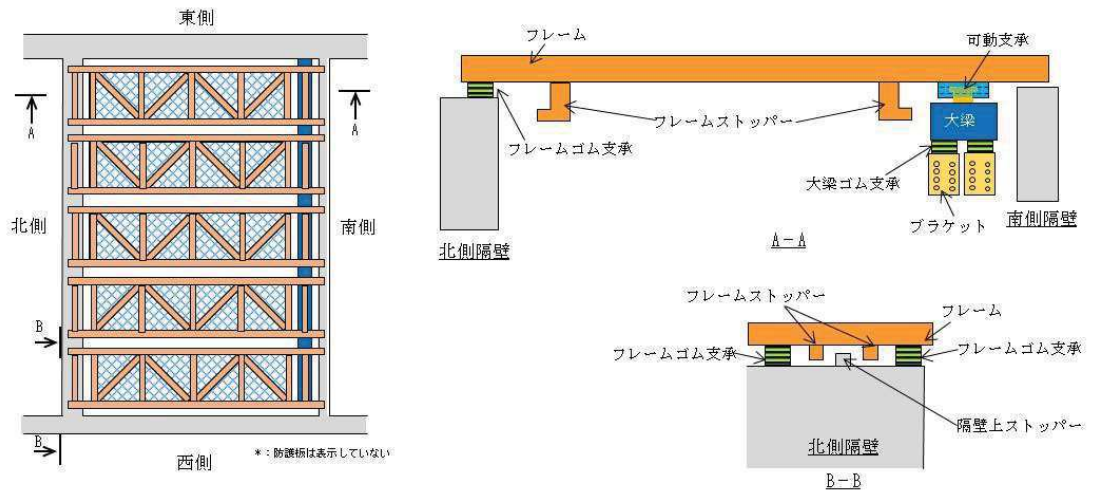 東側
A
A
北側
南側
B
B
西側
*:防護板は表示していない
フレーム
可動支承
大梁
フレームストッパー
フレームゴム支承
大梁ゴム支承
ブラケット
北側隔壁
南側隔壁
A-A
フレームストッパー
フレーム
フレームゴム支承
フレームゴム支承
隔壁上ストッパー
北側隔壁
B-B